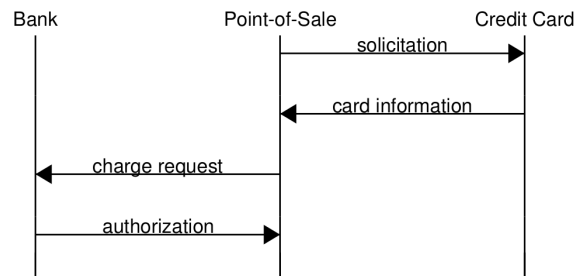 Bank Point-of-Sale Credit Card
solicitation
card information
charge request
authorization